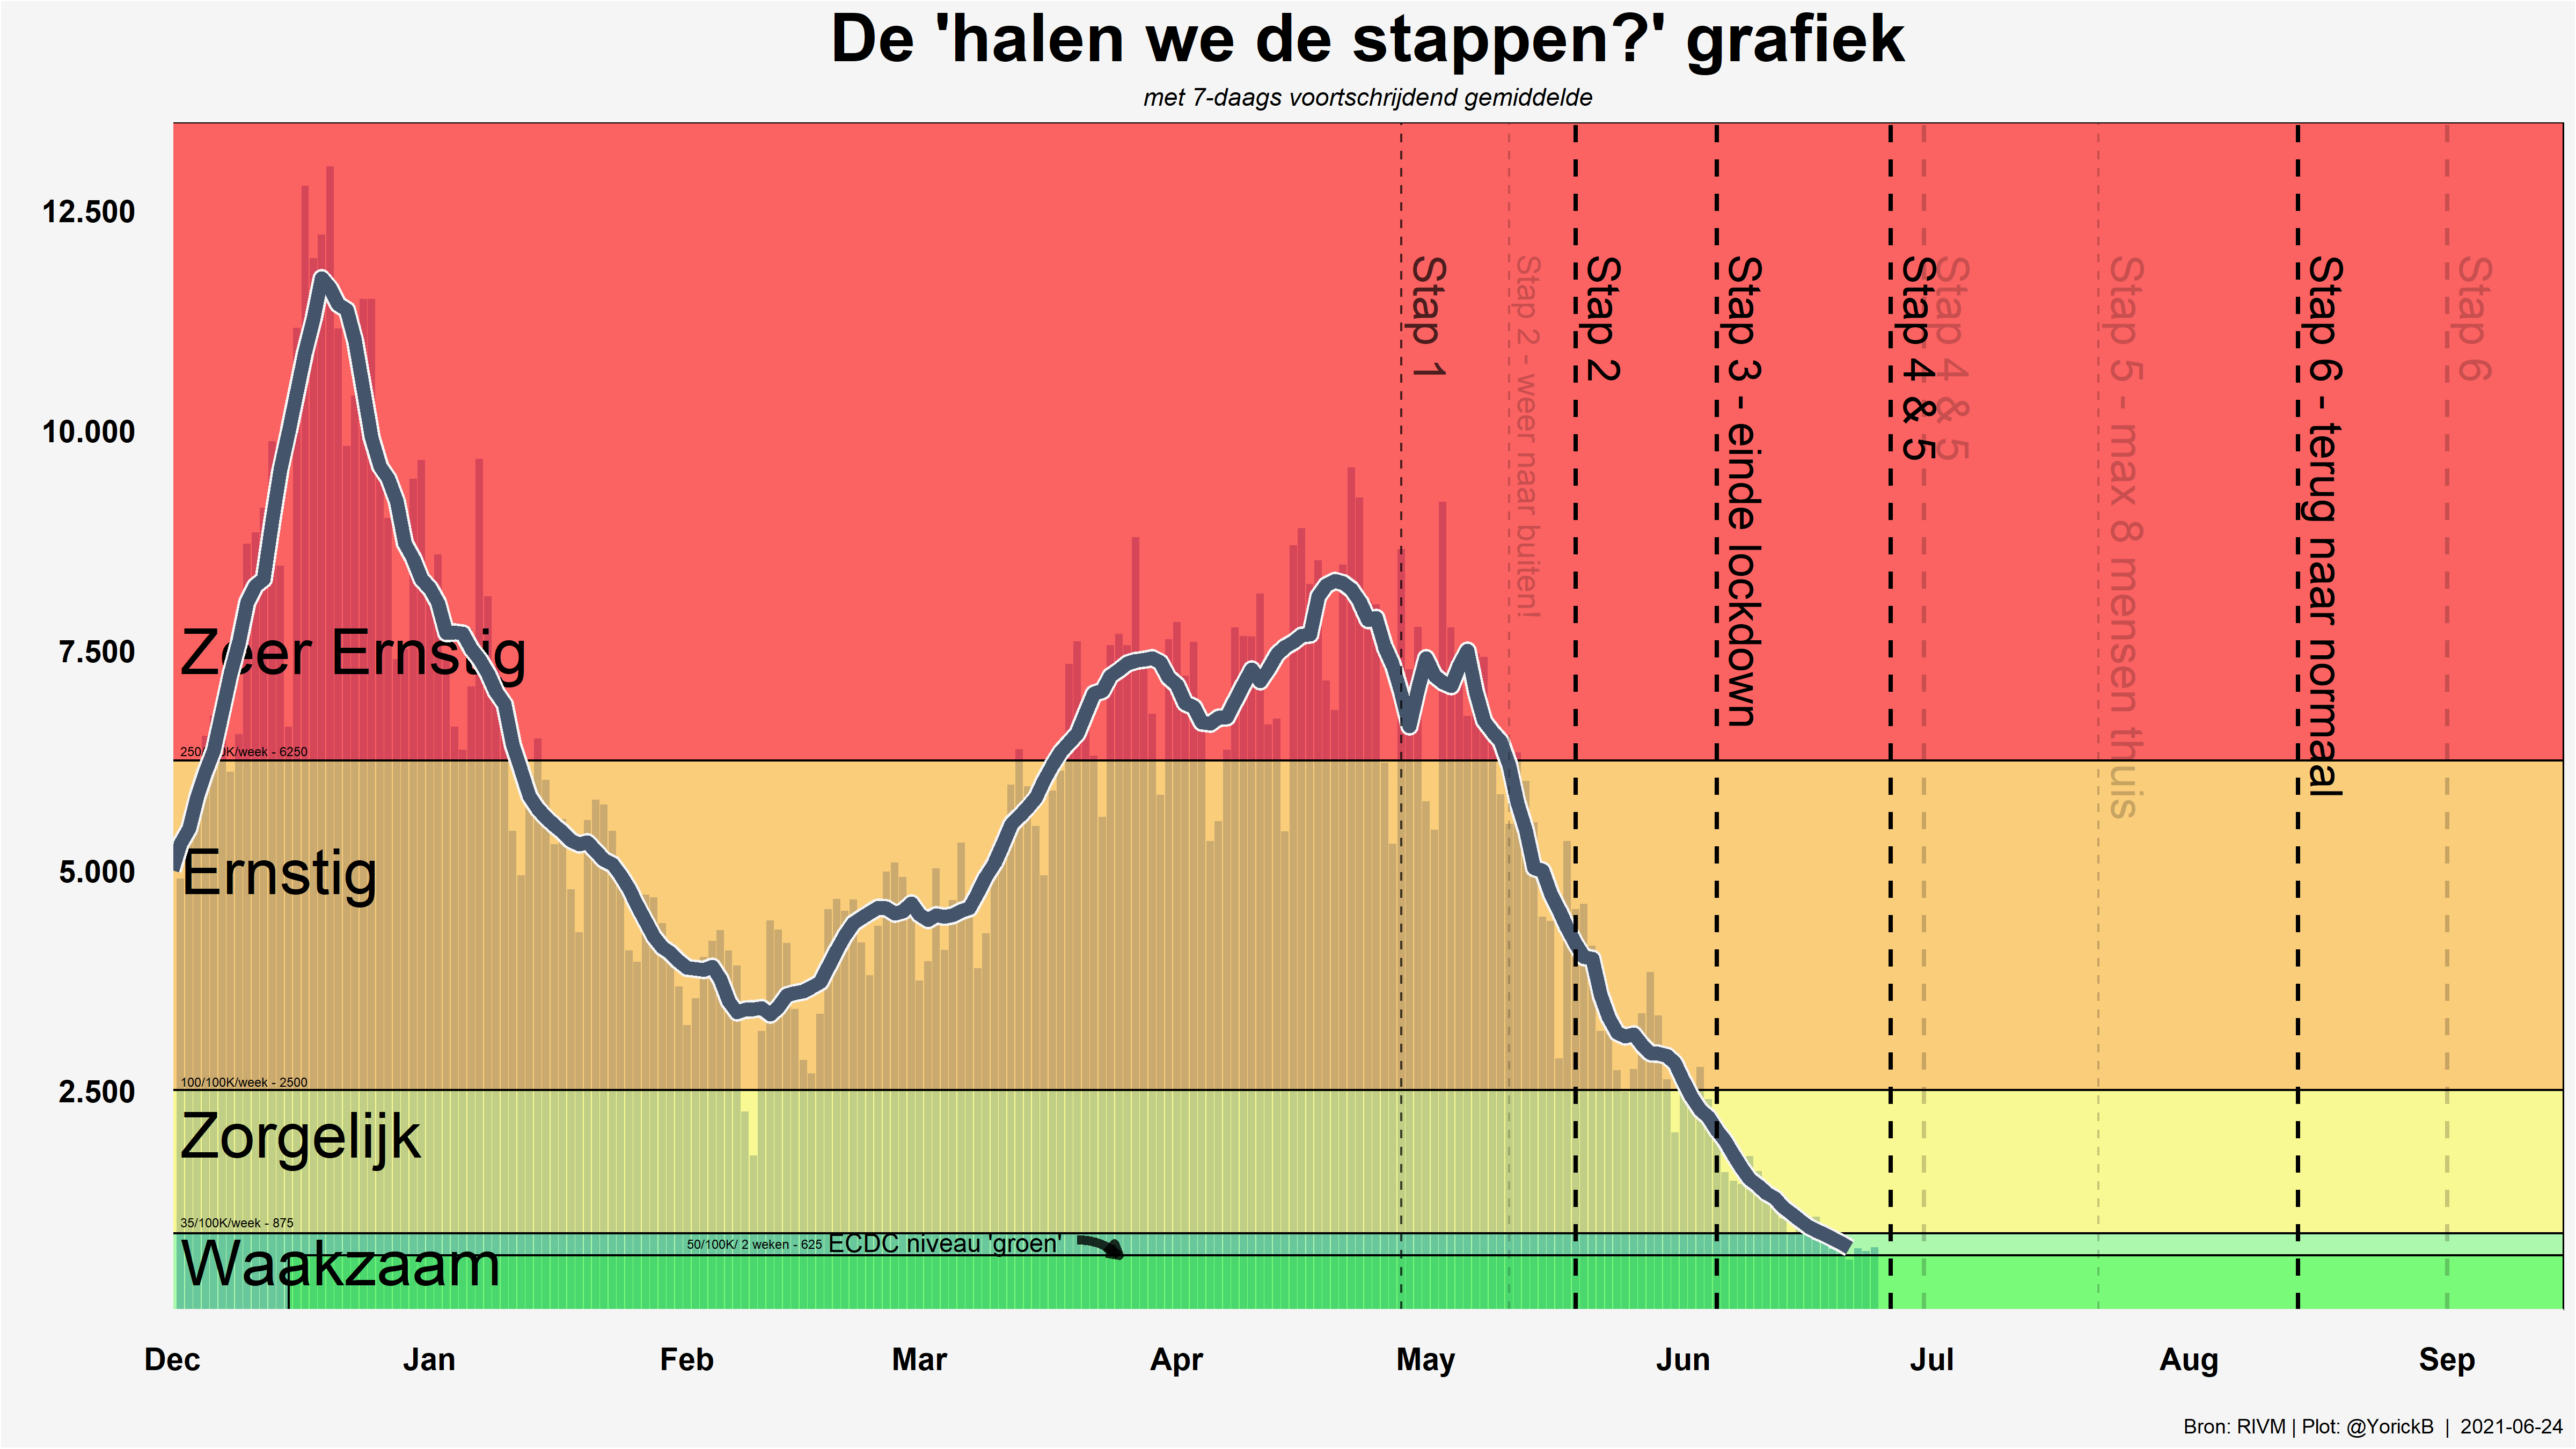 De 'halen we de stappen?' grafiek
met 7-daags voortschrijdend gemiddelde
12.500
10.000
7.500
5.000
2.500
Stap 1
Stap 2 - weer naar buiten!
Stap 2
Stap 3 - einde lockdown
Stap 4 & 5
Stap 4 & 5
Stap 5 - max 8 mensen thuis
Stap 6 - terug naar normaal
Stap 6
Zeer Ernstig
250/100K/week - 6250
Ernstig
100/100K/week - 2500
Zorgelijk
35/100K/week - 875
Waakzaam
50/100K/ 2 weken - 625
ECDC niveau 'groen'
Dec Jan Feb Mar Apr May Jun Jul Aug Sep
Bron: RIVM | Plot: @YorickB | 2021-06-24